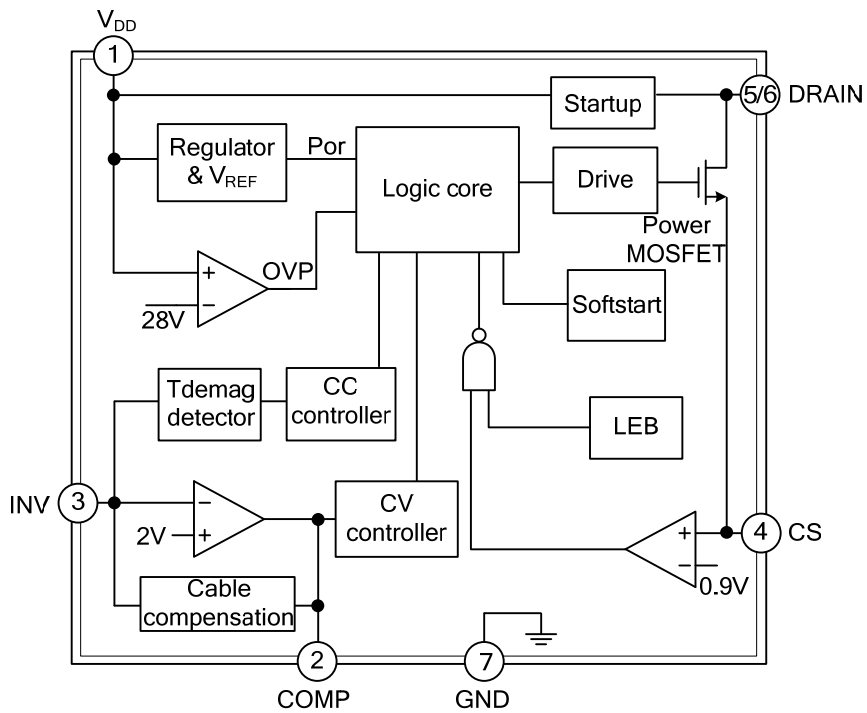 VDD
1
Startup
5/6
DRAIN
Regulator
& VREF
Por
Logic core
Drive
Power
MOSFET
+
OVP
−
28V
Softstart
Tdemag
detector
CC
controller
LEB
INV
3
−
2V
+
CV
controller
+
4
CS
−
0.9V
Cable
compensation
2
COMP
7
GND